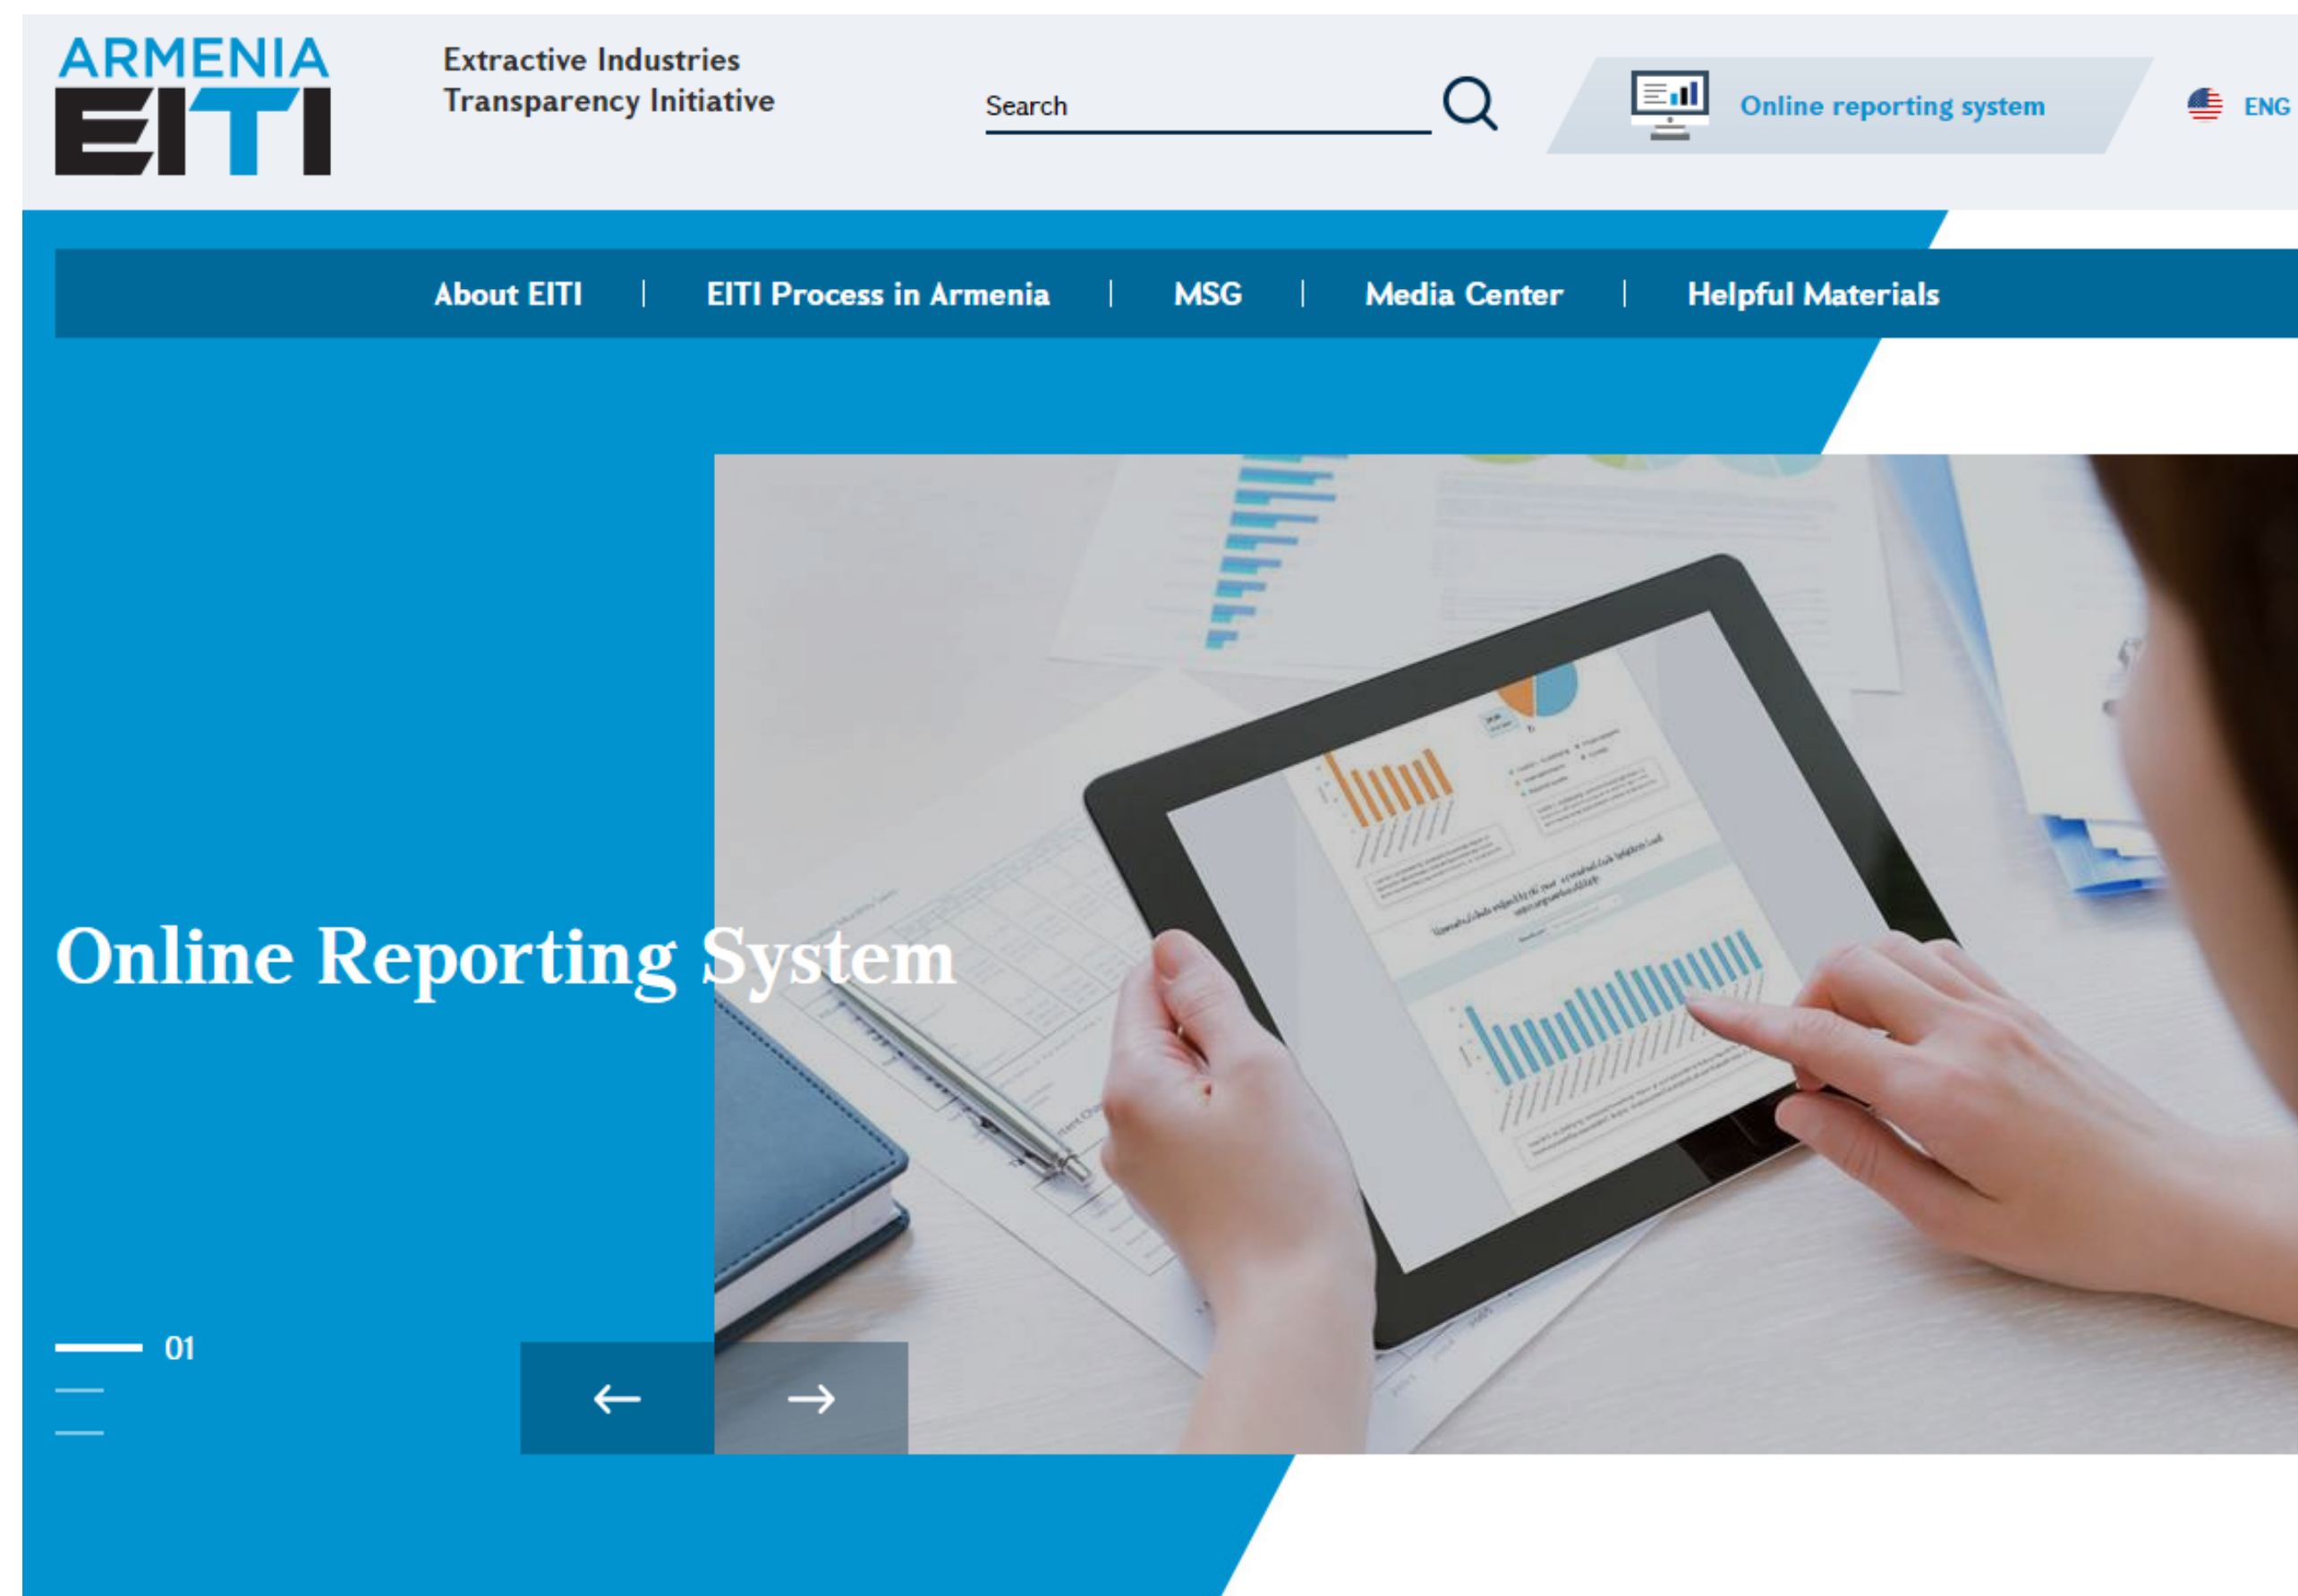 ARMENIA
EITI
Extractive Industries
Transparency Initiative
Search
Online reporting system
ENG
About EITI
EITI Process in Armenia
MSG
Media Center
Helpful Materials
Online Reporting System
01